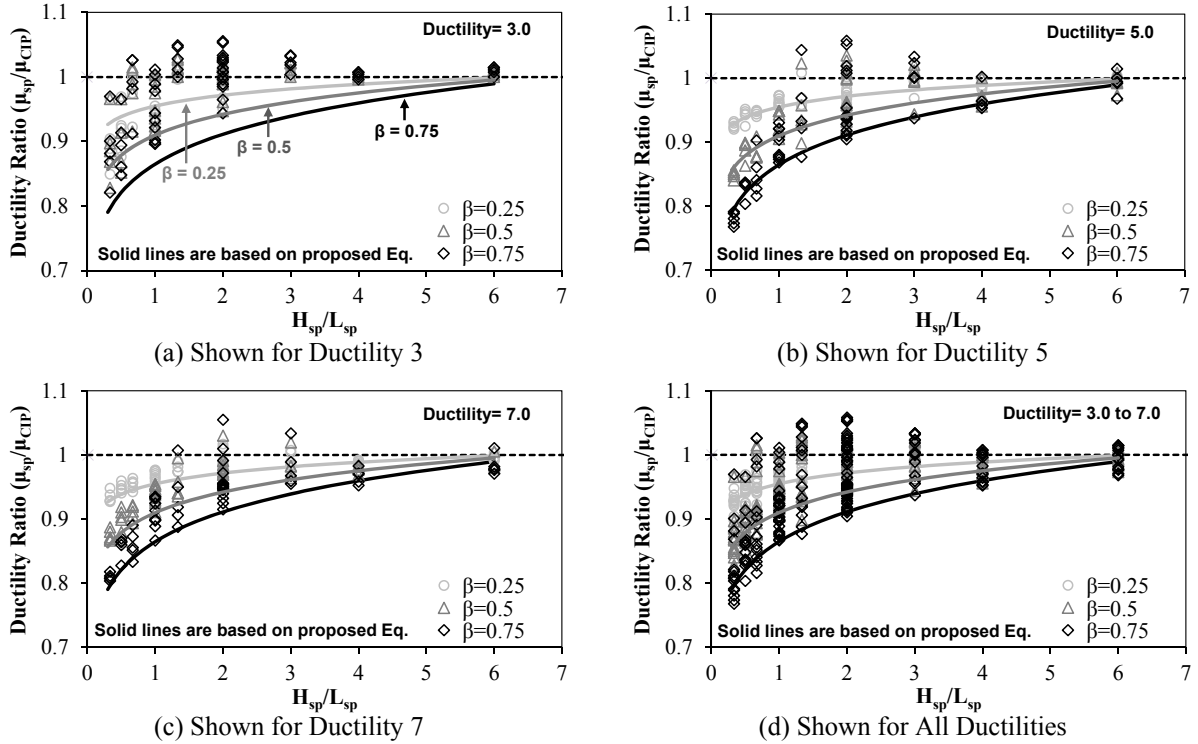 Ductility Ratio (μsp/μCIP)
1.1
1
0.9
0.8
0.7
Ductility= 3.0
β = 0.25
β = 0.5
β = 0.75
β=0.25
β=0.5
β=0.75
Solid lines are based on proposed Eq.
0 1 2 3 4 5 6 7
Hsp/Lsp
(a) Shown for Ductility 3
Ductility Ratio (μsp/μCIP)
1.1
1
0.9
0.8
0.7
Ductility= 5.0
β=0.25
β=0.5
β=0.75
Solid lines are based on proposed Eq.
0 1 2 3 4 5 6 7
Hsp/Lsp
(b) Shown for Ductility 5
Ductility Ratio (μsp/μCIP)
1.1
1
0.9
0.8
0.7
Ductility= 7.0
β=0.25
β=0.5
β=0.75
Solid lines are based on proposed Eq.
0 1 2 3 4 5 6 7
Hsp/Lsp
(c) Shown for Ductility 7
Ductility Ratio (μsp/μCIP)
1.1
1
0.9
0.8
0.7
Ductility= 3.0 to 7.0
β=0.25
β=0.5
β=0.75
Solid lines are based on proposed Eq.
0 1 2 3 4 5 6 7
Hsp/Lsp
(d) Shown for All Ductilities